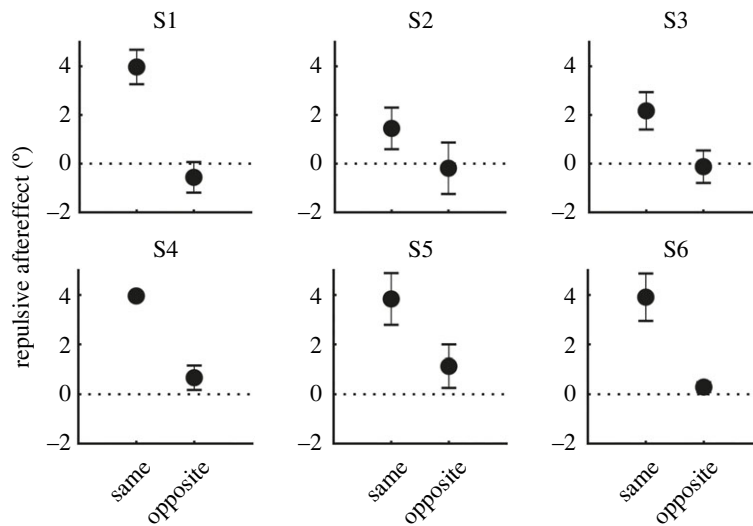 S1 S2 S3
4 4 4
2 2 2
0 0 0
–2 –2 –2
repulsive aftereffect (º)
S4 S5 S6
4 4 4
2 2 2
0 0 0
–2 –2 –2
same opposite same opposite same opposite